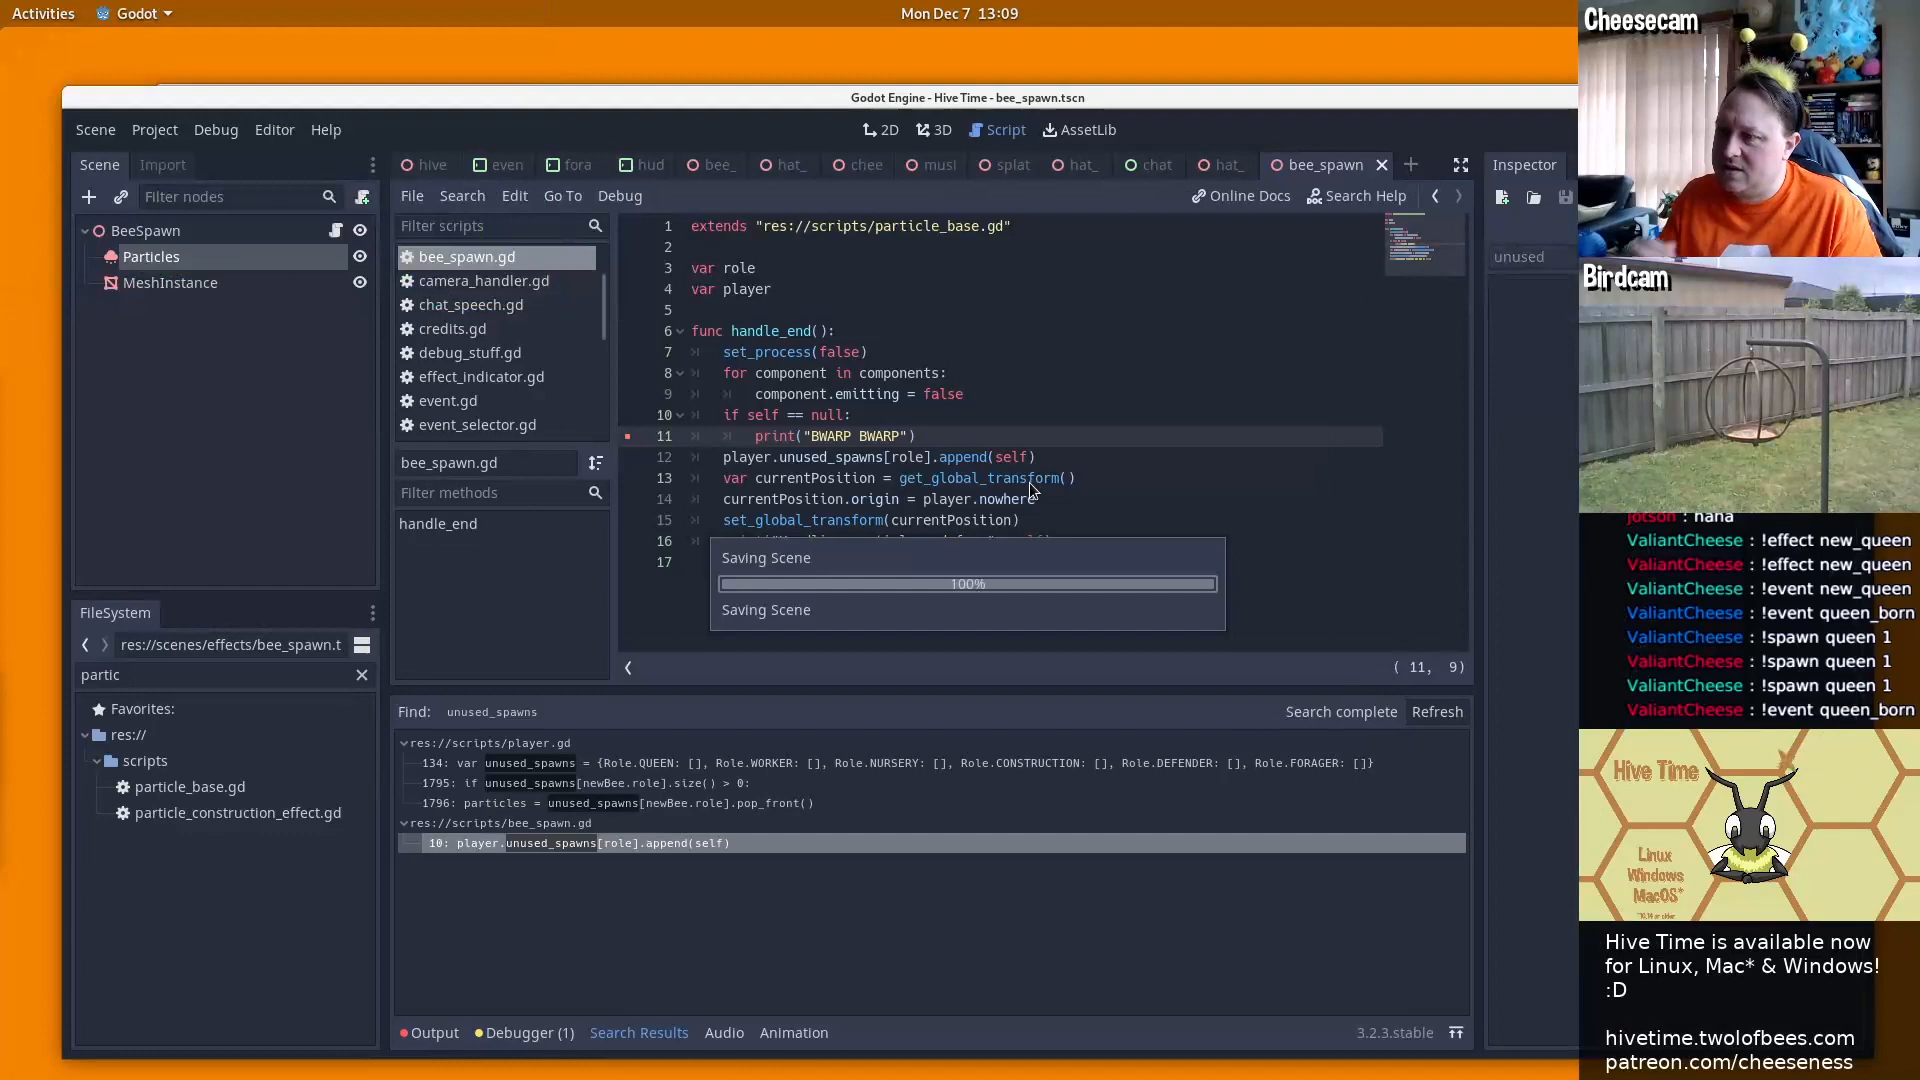 Activities
Godot
Mon Dec 7 13:09
Godot Engine - Hive Time - bee_spawn.tscn
Scene
Project
Debug
Editor
Help
2D
3D
Script
AssetLib
Scene
Import
Filter nodes
BeeSpawn
Particles
MeshInstance
FileSystem
res://scenes/effects/bee_spawn.t
partic
Favorites:
res://
scripts
particle_base.gd
particle_construction_effect.gd
hive
even
fora
hud
bee_
hat_
chee
musi
splat
hat_
chat
hat_
bee_spawn
File
Search
Edit
Go To
Debug
Online Docs
Search Help
Filter scripts
bee_spawn.gd
camera_handler.gd
chat_speech.gd
credits.gd
debug_stuff.gd
effect_indicator.gd
event.gd
event_selector.gd
bee_spawn.gd
Filter methods
handle_end
1 extends "res://scripts/particle_base.gd"
2
3 var role
4 var player
5
6 func handle_end():
7 set_process(false)
8 for component in components:
9 component.emitting = false
10 if self == null:
11 print("BWARP BWARP")
12 player.unused_spawns[role].append(self)
13 var currentPosition = get_global_transform()
14 currentPosition.origin = player.nowhere
15 set_global_transform(currentPosition)
16
17
Saving Scene
100%
Saving Scene
( 11, 9)
Find: unused_spawns
Search complete
Refresh
res://scripts/player.gd
134: var unused_spawns = {Role.QUEEN: [], Role.WORKER: [], Role.NURSERY: [], Role.CONSTRUCTION: [], Role.DEFENDER: [], Role.FORAGER: []}
1795: if unused_spawns[newBee.role].size() > 0:
1796: particles = unused_spawns[newBee.role].pop_front()
res://scripts/bee_spawn.gd
10: player.unused_spawns[role].append(self)
Output
Debugger (1)
Search Results
Audio
Animation
3.2.3.stable
Inspector
unused
Cheesecam
Birdcam
jotson : haha
ValiantCheese : !effect new_queen
ValiantCheese : !effect new_queen
ValiantCheese : !event new_queen
ValiantCheese : !event queen_born
ValiantCheese : !spawn queen 1
ValiantCheese : !spawn queen 1
ValiantCheese : !spawn queen 1
ValiantCheese : !event queen_born
Hive Time
Linux
Windows
MacOS*
Hive Time is available now
for Linux, Mac* & Windows!
:D
hivetime.twolofbees.com
patreon.com/cheeseness